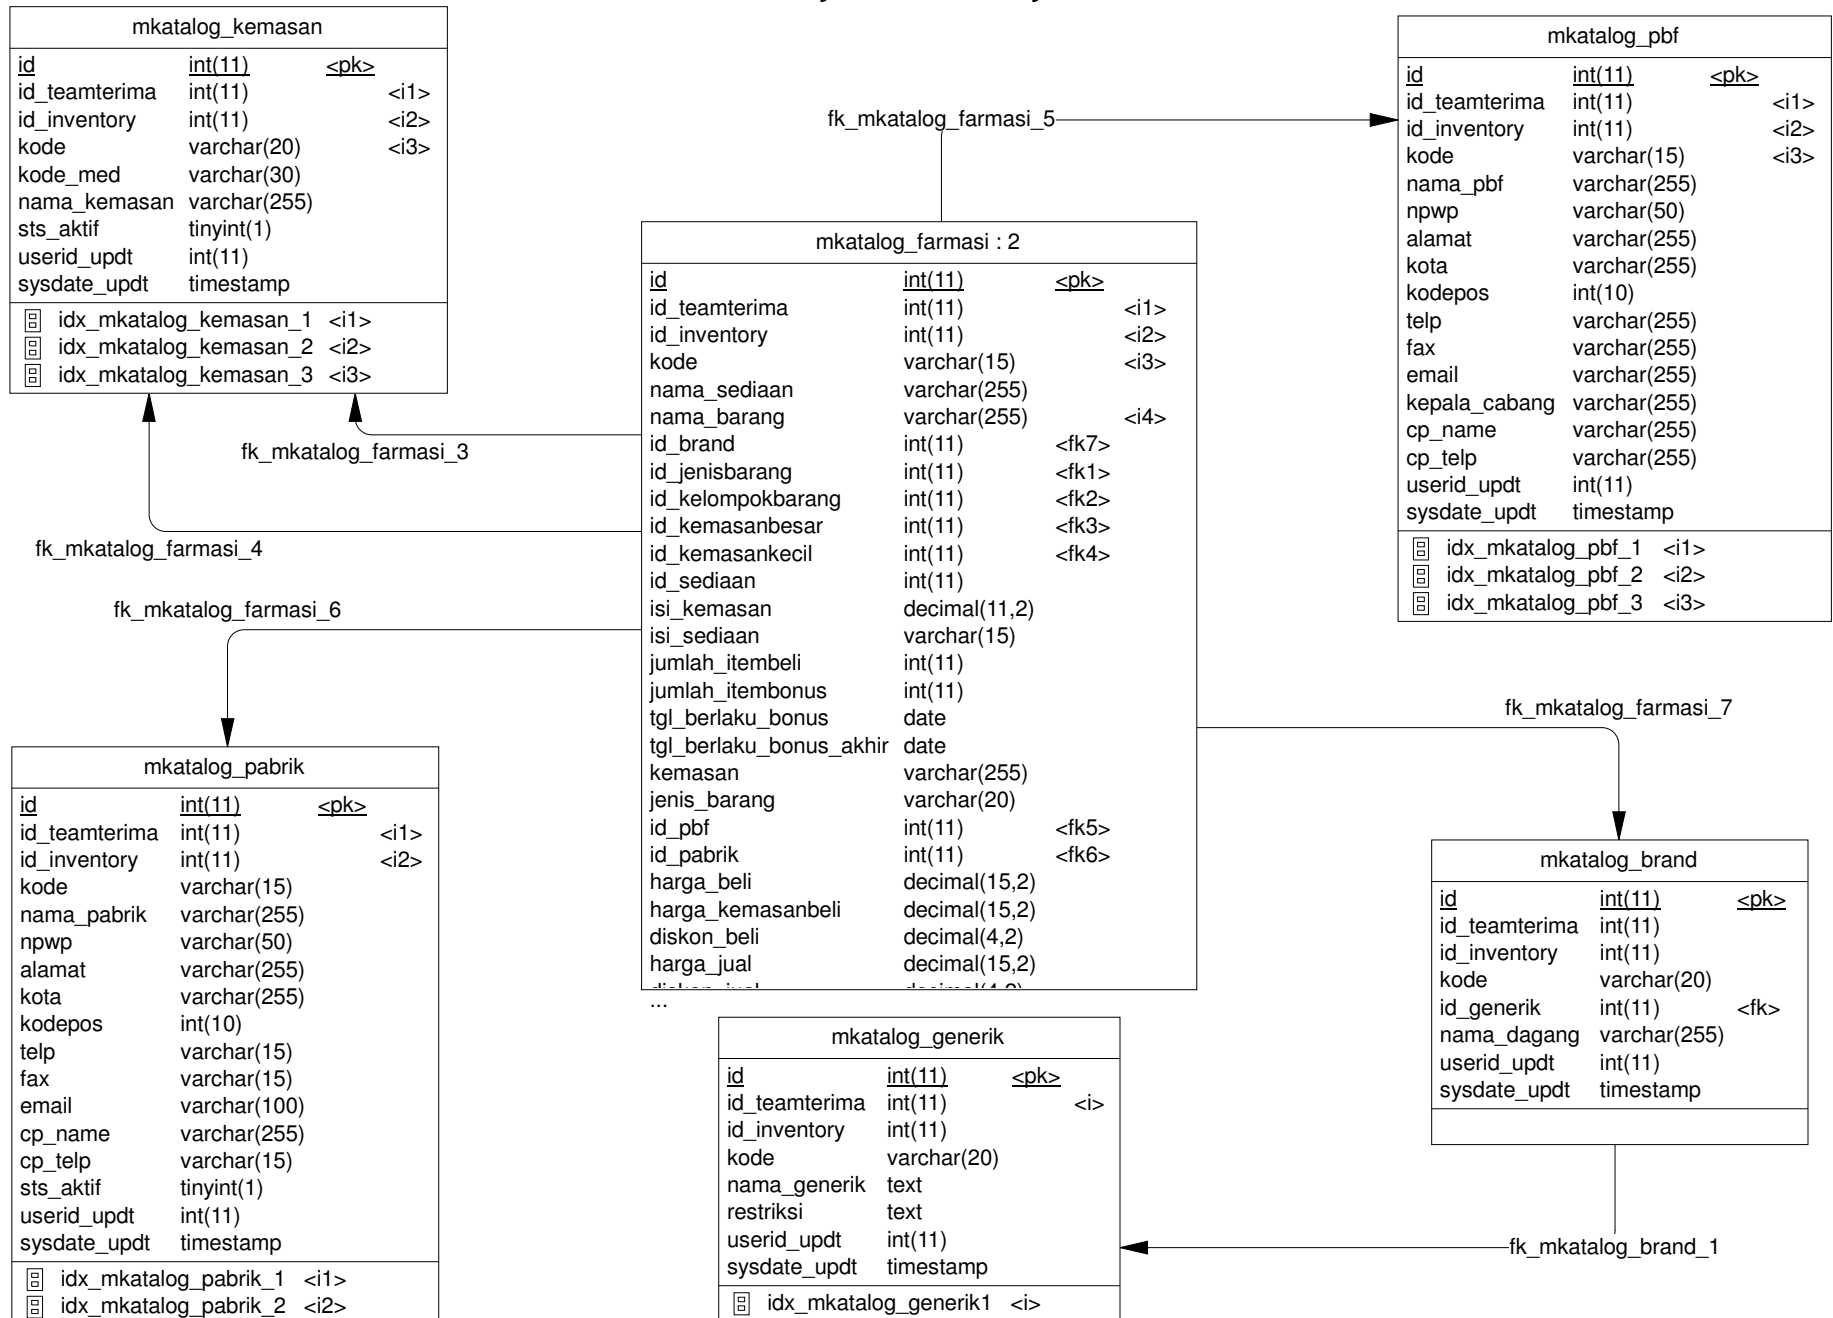 mkatalog_kemasan
id int(11) <pk>
id_teamterima int(11) <i1>
id_inventory int(11) <i2>
kode varchar(20) <i3>
kode_med varchar(30)
nama_kemasan varchar(255)
sts_aktif tinyint(1)
userid_updt int(11)
sysdate_updt timestamp
idx_mkatalog_kemasan_1 <i1>
idx_mkatalog_kemasan_2 <i2>
idx_mkatalog_kemasan_3 <i3>
fk_mkatalog_farmasi_3
fk_mkatalog_farmasi_4
fk_mkatalog_farmasi_6
fk_mkatalog_farmasi_5
mkatalog_farmasi : 2
id int(11) <pk>
id_teamterima int(11) <i1>
id_inventory int(11) <i2>
kode varchar(15) <i3>
nama_sediaan varchar(255)
nama_barang varchar(255) <i4>
id_brand int(11) <fk7>
id_jenisbarang int(11) <fk1>
id_kelompokbarang int(11) <fk2>
id_kemasanbesar int(11) <fk3>
id_kemasankecil int(11) <fk4>
id_sediaan int(11)
isi_kemasan decimal(11,2)
isi_sediaan varchar(15)
jumlah_itembeli int(11)
jumlah_itembonus int(11)
tgl_berlaku_bonus date
tgl_berlaku_bonus_akhir date
kemasan varchar(255)
jenis_barang varchar(20)
id_pbf int(11) <fk5>
id_pabrik int(11) <fk6>
harga_beli decimal(15,2)
harga_kemasanbeli decimal(15,2)
diskon_beli decimal(4,2)
harga_jual decimal(15,2)
...
mkatalog_pbf
id int(11) <pk>
id_teamterima int(11) <i1>
id_inventory int(11) <i2>
kode varchar(15) <i3>
nama_pbf varchar(255)
npwp varchar(50)
alamat varchar(255)
kota varchar(255)
kodepos int(10)
telp varchar(255)
fax varchar(255)
email varchar(255)
kepala_cabang varchar(255)
cp_name varchar(255)
cp_telp varchar(255)
userid_updt int(11)
sysdate_updt timestamp
idx_mkatalog_pbf_1 <i1>
idx_mkatalog_pbf_2 <i2>
idx_mkatalog_pbf_3 <i3>
fk_mkatalog_farmasi_7
mkatalog_pabrik
id int(11) <pk>
id_teamterima int(11) <i1>
id_inventory int(11) <i2>
kode varchar(15)
nama_pabrik varchar(255)
npwp varchar(50)
alamat varchar(255)
kota varchar(255)
kodepos int(10)
telp varchar(15)
fax varchar(15)
email varchar(100)
cp_name varchar(255)
cp_telp varchar(15)
sts_aktif tinyint(1)
userid_updt int(11)
sysdate_updt timestamp
idx_mkatalog_pabrik_1 <i1>
idx_mkatalog_pabrik_2 <i2>
mkatalog_generik
id int(11) <pk>
id_teamterima int(11) <i>
id_inventory int(11)
kode varchar(20)
nama_generik text
restriksi text
userid_updt int(11)
sysdate_updt timestamp
idx_mkatalog_generik1 <i>
mkatalog_brand
id int(11) <pk>
id_teamterima int(11)
id_inventory int(11)
kode varchar(20)
id_generik int(11) <fk>
nama_dagang varchar(255)
userid_updt int(11)
sysdate_updt timestamp
fk_mkatalog_brand_1